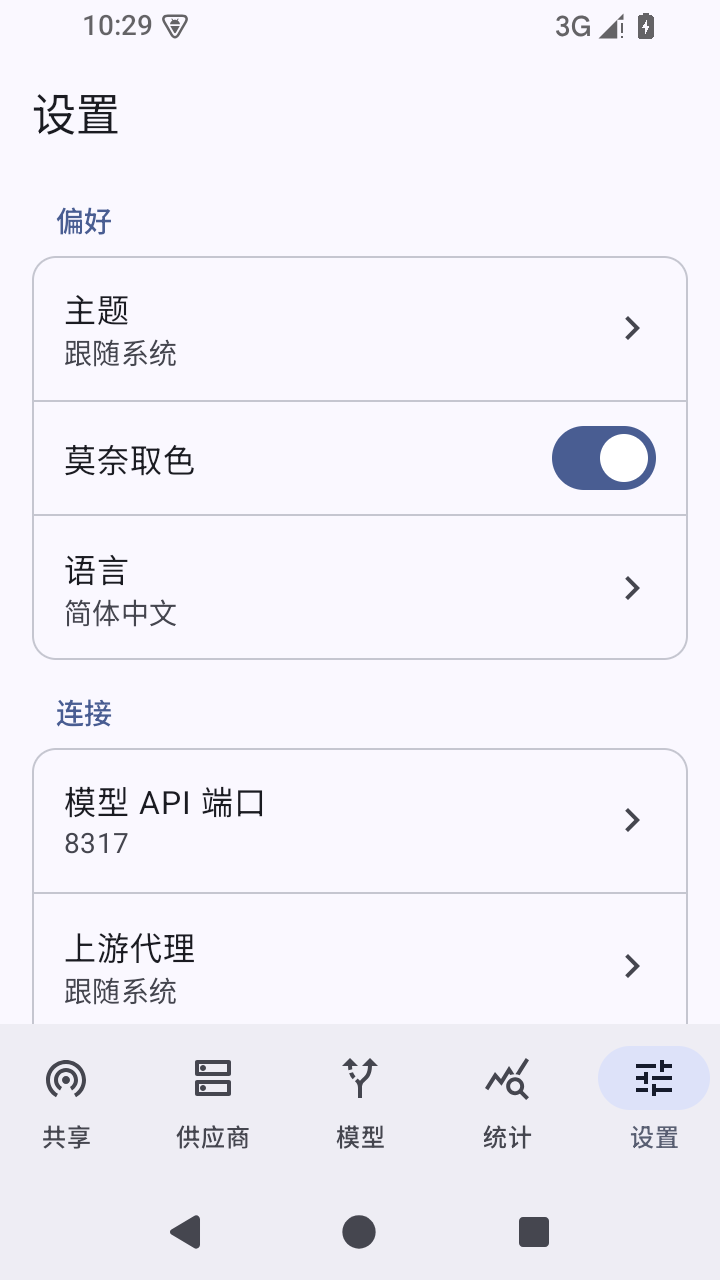 10:29
3G
设置
偏好
主题
跟随系统
莫奈取色
语言
简体中文
连接
模型 API 端口
8317
上游代理
跟随系统
共享
供应商
模型
统计
设置